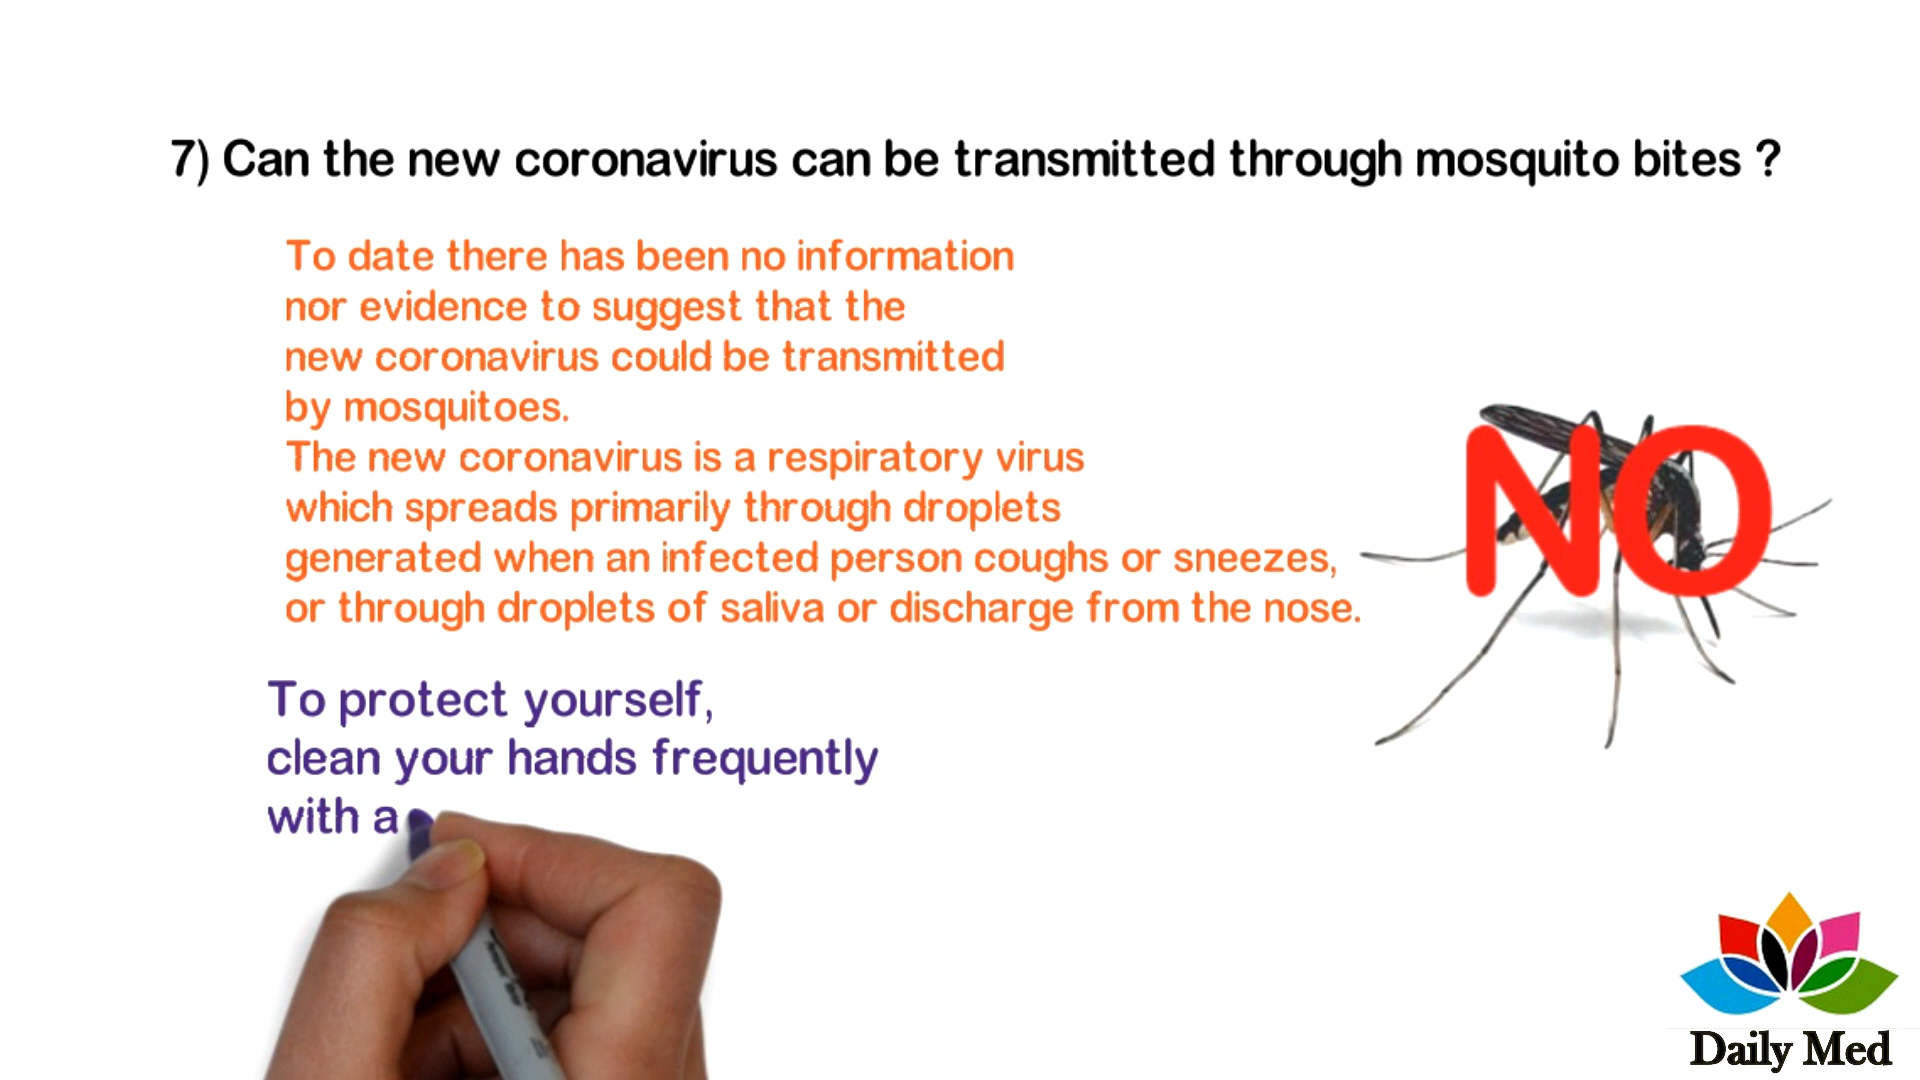 7) Can the new coronavirus can be transmitted through mosquito bites ?
To date there has been no information
nor evidence to suggest that the
new coronavirus could be transmitted
by mosquitoes.
The new coronavirus is a respiratory virus
which spreads primarily through droplets
generated when an infected person coughs or sneezes,
or through droplets of saliva or discharge from the nose.
NO
To protect yourself,
clean your hands frequently
with a
Daily Med